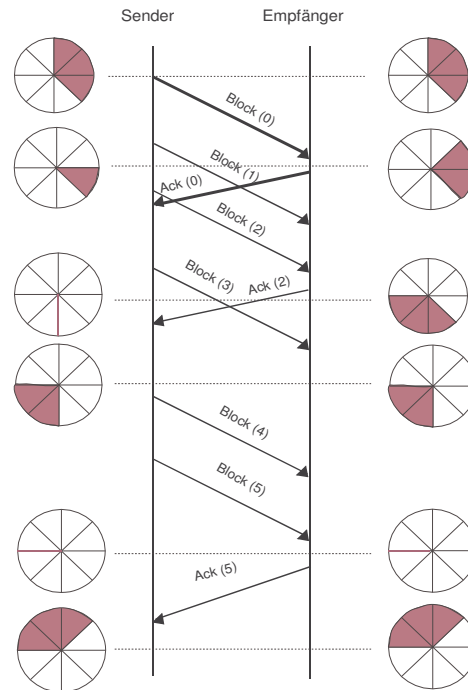 Sender
Empfänger
Block (0)
Block (1)
Ack (0)
Block (2)
Block (3)
Ack (2)
Block (4)
Block (5)
Ack (5)